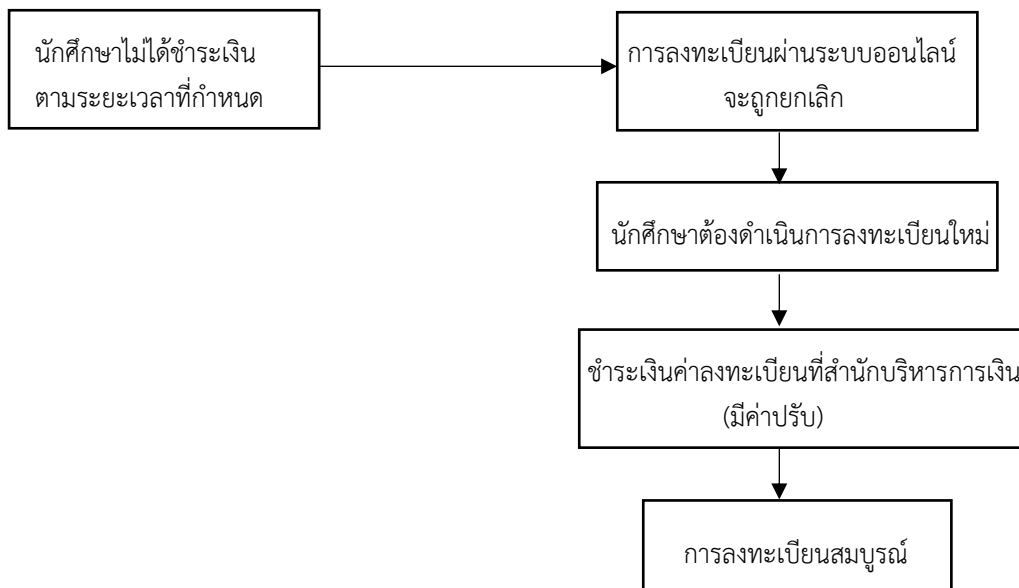 นักศึกษาไม่ได้ชำระเงิน
ตามระยะเวลาที่กำหนด
การลงทะเบียนผ่านระบบออนไลน์
จะถูกยกเลิก
นักศึกษาต้องดำเนินการลงทะเบียนใหม่
ชำระเงินค่าลงทะเบียนที่สำนักบริหารการเงิน
(มีค่าปรับ)
การลงทะเบียนสมบูรณ์